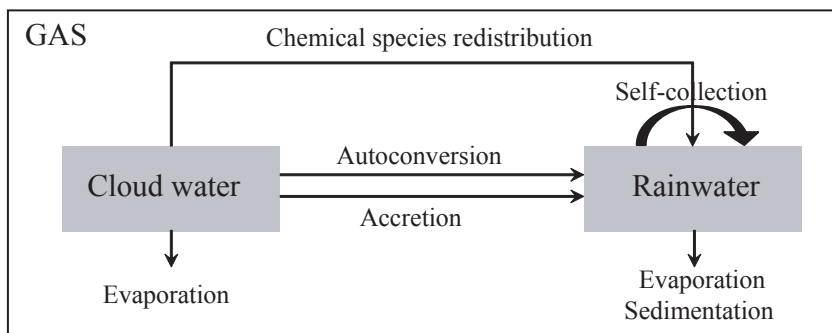 GAS
Chemical species redistribution
Self-collection
Autoconversion
Cloud water
Rainwater
Accretion
Evaporation
Evaporation
Sedimentation